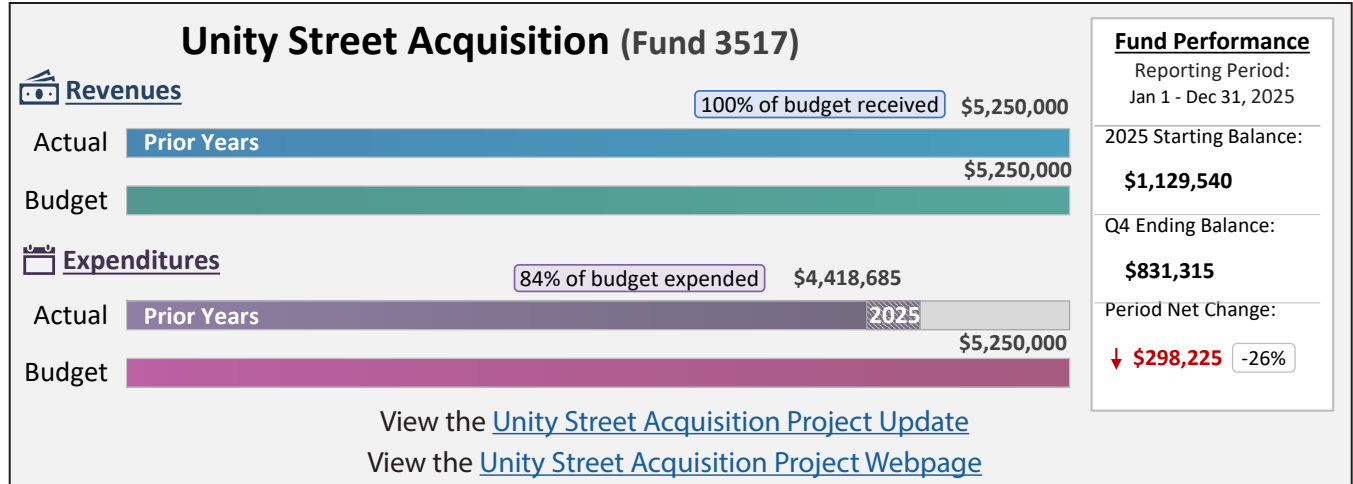 Unity Street Acquisition (Fund 3517)
Revenues
100% of budget received $5,250,000
Actual Prior Years
$5,250,000
Budget
Expenditures
84% of budget expended $4,418,685
Actual Prior Years 2025
$5,250,000
Budget
View the Unity Street Acquisition Project Update
View the Unity Street Acquisition Project Webpage
Fund Performance
Reporting Period:
Jan 1 - Dec 31, 2025
2025 Starting Balance:
$1,129,540
Q4 Ending Balance:
$831,315
Period Net Change:
↓ $298,225 -26%